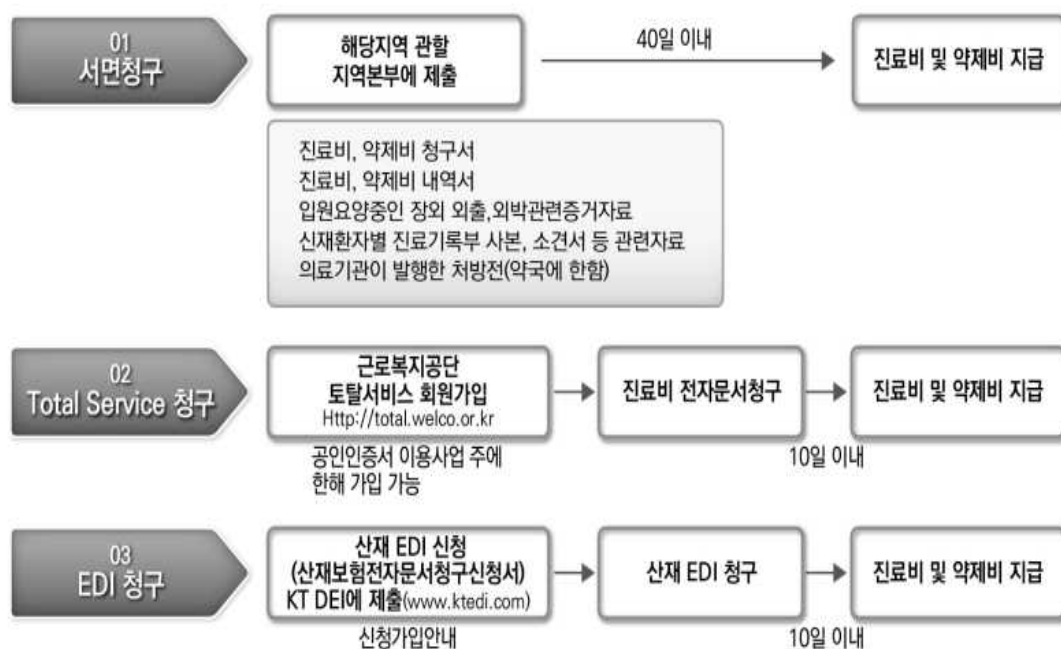 01
서면청구
해당지역 관할
지역본부에 제출
40일 이내
진료비 및 약제비 지급
진료비, 약제비 청구서
진료비, 약제비 내역서
입원요양중인 장외 외출,외박관련증거자료
신재환자별 진료기록부 사본, 소견서 등 관련자료
의료기관이 발행한 처방전(약국에 한함)
02
Total Service 청구
근로복지공단
토탈서비스 회원가입
Http://total.welco.or.kr
공인인증서 이용사업 주에
한해 가입 가능
진료비 전자문서청구
10일 이내
진료비 및 약제비 지급
03
EDI 청구
산재 EDI 신청
(산재보험전자문서청구신청서)
KT DEI에 제출(www.ktedi.com)
신청가입안내
산재 EDI 청구
10일 이내
진료비 및 약제비 지급